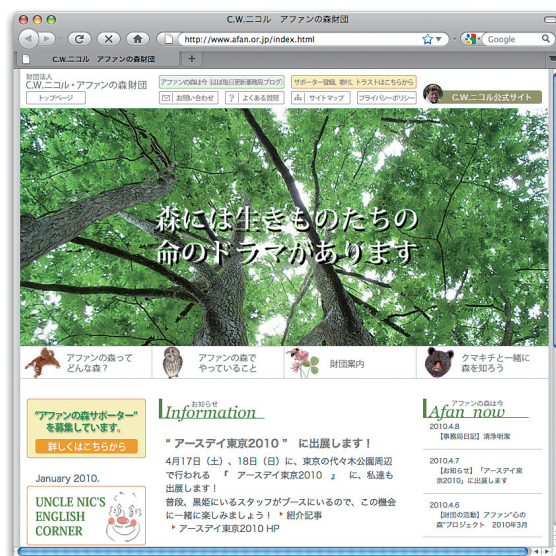 C.W.ニコル　アファンの森財団
http://www.afan.or.jp/index.html
Google
C.W.ニコル　アファンの森財団
財団法人
C.W.ニコル・アファンの森財団
トップページ
アファンの森は今（ほぼ毎日更新事務局ブログ）
サポーター登録、寄付、トラストはこちらから
お問い合わせ
? よくある質問
サイトマップ
プライバシーポリシー
C.W.ニコル公式サイト
森には生きものたちの
命のドラマがあります
アファンの森って
どんな森？
アファンの森で
やっていること
財団案内
クマキチと一緒に
森を知ろう
"アファンの森サポーター"
を募集しています。
詳しくはこちらから
January 2010.
UNCLE NIC'S
ENGLISH
CORNER
お知らせ
Information
" アースデイ東京2010 "　に出展します！
4月17日（土）、18日（日）に、東京の代々木公園周辺
で行われる　『　アースデイ東京2010　』　に、私達も
出展します！
普段、黒姫にいるスタッフがブースにいるので、この機会
に一緒に楽しみましょう！ 紹介記事
アースデイ東京2010 HP
アファンの森は今
Afan now
2010.4.8
【事務局日記】清浄明潔
2010.4.7
【お知らせ】「アースデイ東
京2010」に出展します
2010.4.6
【財団の活動】アファン"心の
森"プロジェクト　2010年3月